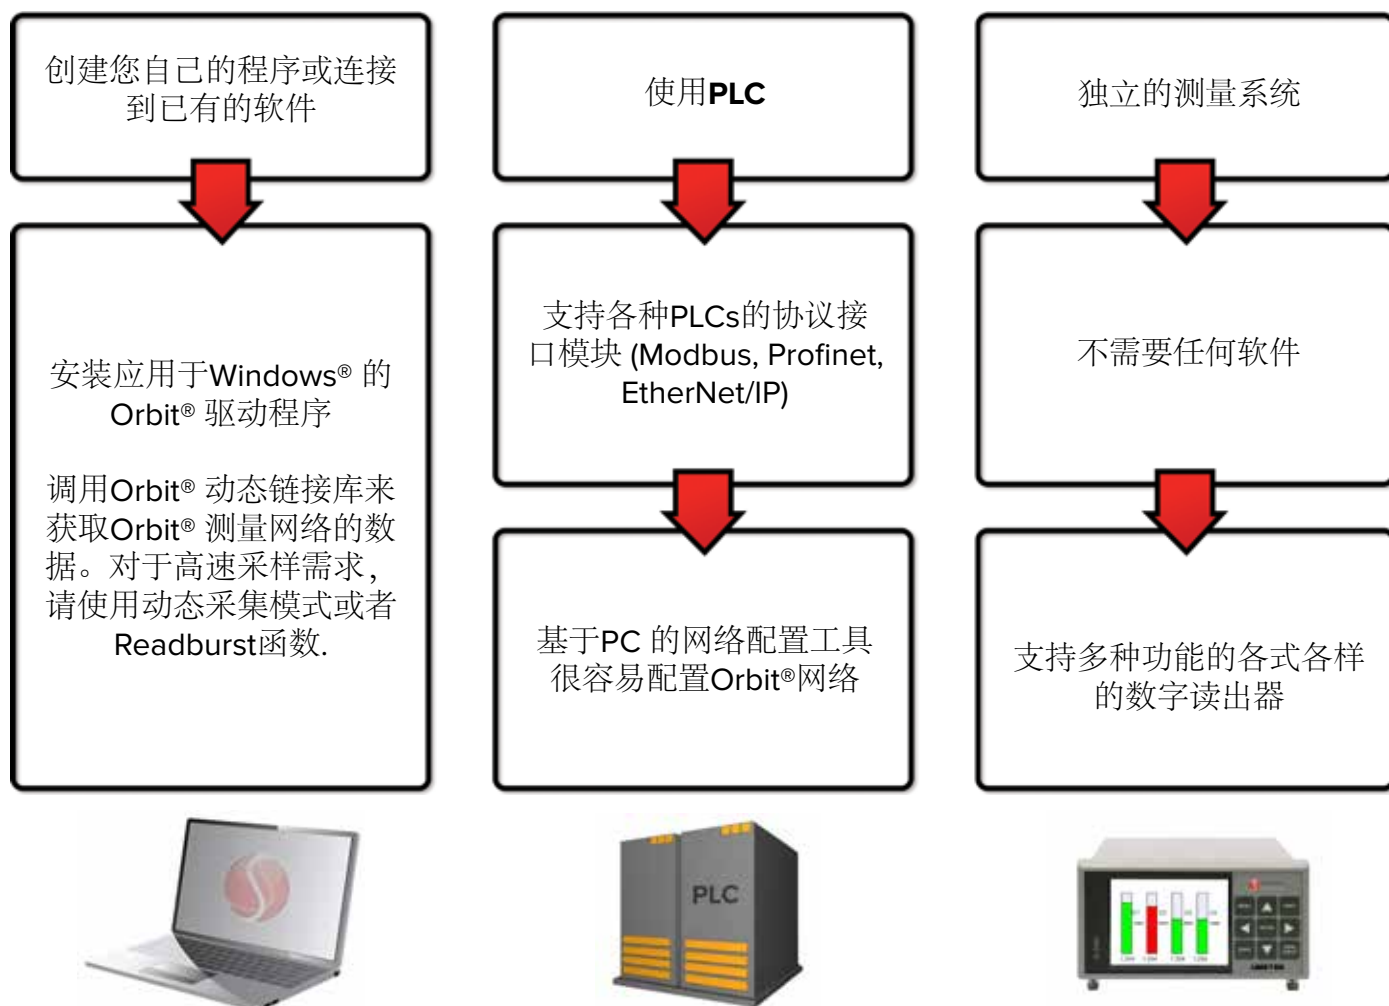 创建您自己的程序或连接
到已有的软件
安装应用于Windows® 的
Orbit® 驱动程序
调用Orbit® 动态链接库来
获取Orbit® 测量网络的数
据。对于高速采样需求，
请使用动态采集模式或者
Readburst函数.
使用PLC
支持各种PLCs的协议接
口模块 (Modbus, Profinet,
EtherNet/IP)
基于PC 的网络配置工具
很容易配置Orbit®网络
独立的测量系统
不需要任何软件
支持多种功能的各式各样
的数字读出器
PLC
AMETEK